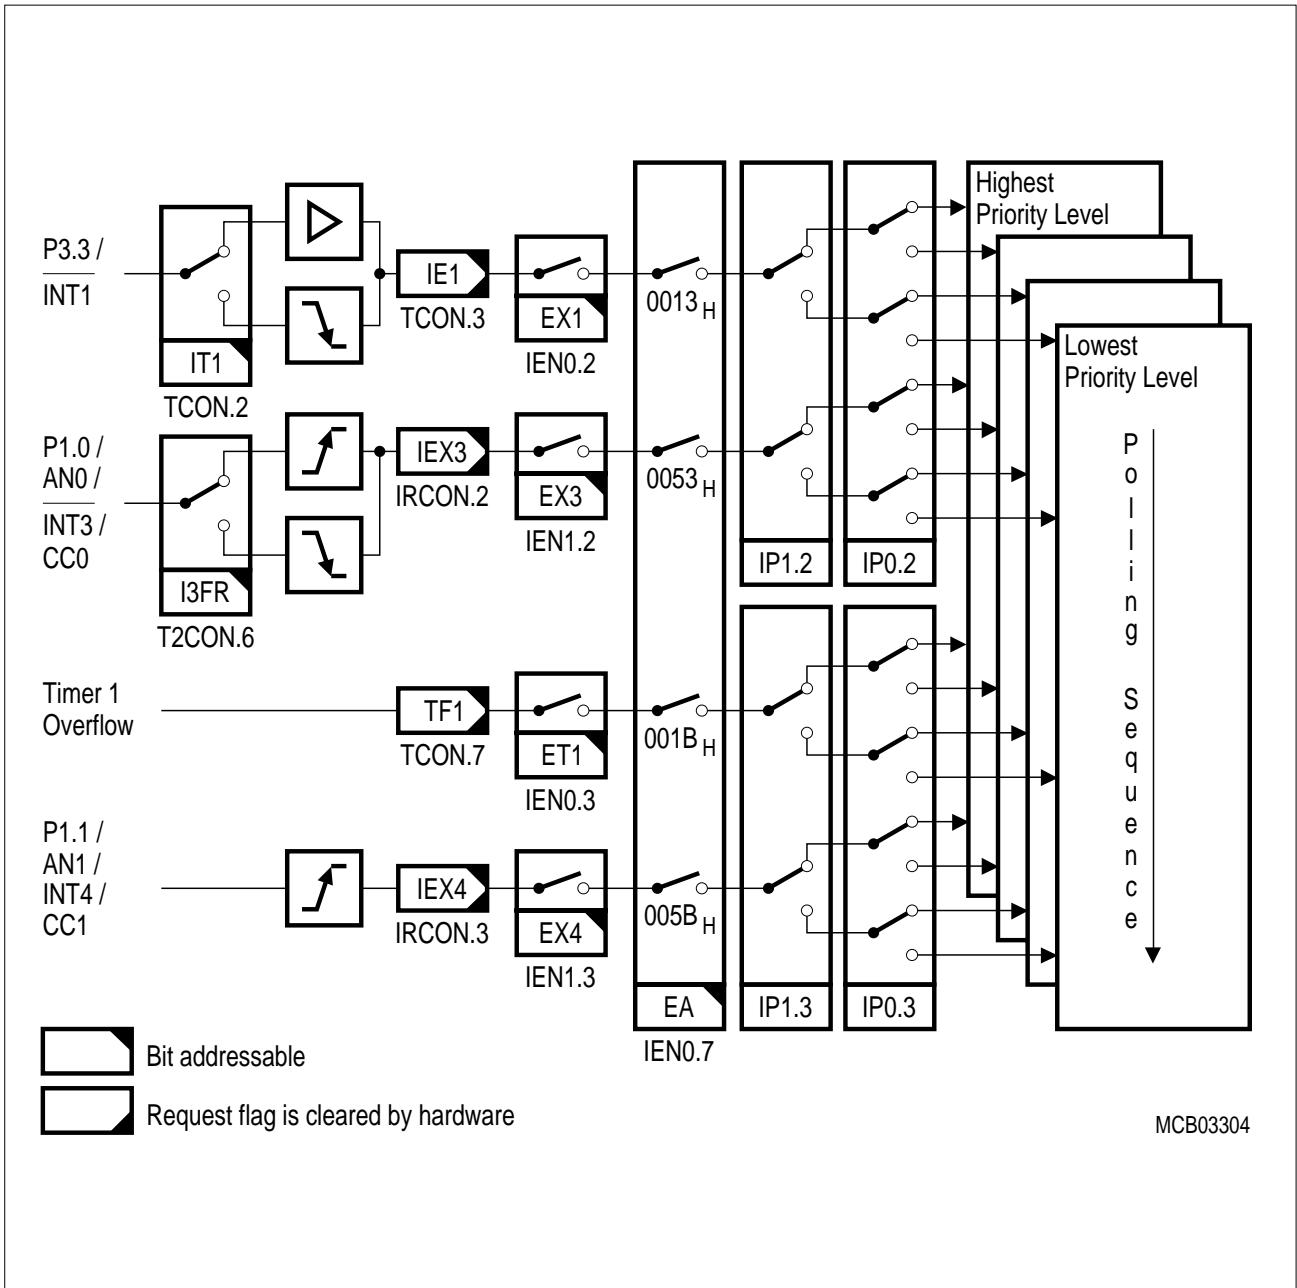 Highest
Priority Level
P3.3 /
INT1
IE1
TCON.3
EX1
IEN0.2
0013 H
IT1
TCON.2
Lowest
Priority Level
P1.0 /
AN0 /
INT3 /
CC0
IEX3
IRCON.2
EX3
IEN1.2
0053 H
I3FR
T2CON.6
IP1.2
IP0.2
Polling Sequence
Timer 1
Overflow
TF1
TCON.7
ET1
IEN0.3
001B H
P1.1 /
AN1 /
INT4 /
CC1
IEX4
IRCON.3
EX4
IEN1.3
005B H
EA
IEN0.7
IP1.3
IP0.3
Bit addressable
Request flag is cleared by hardware
MCB03304